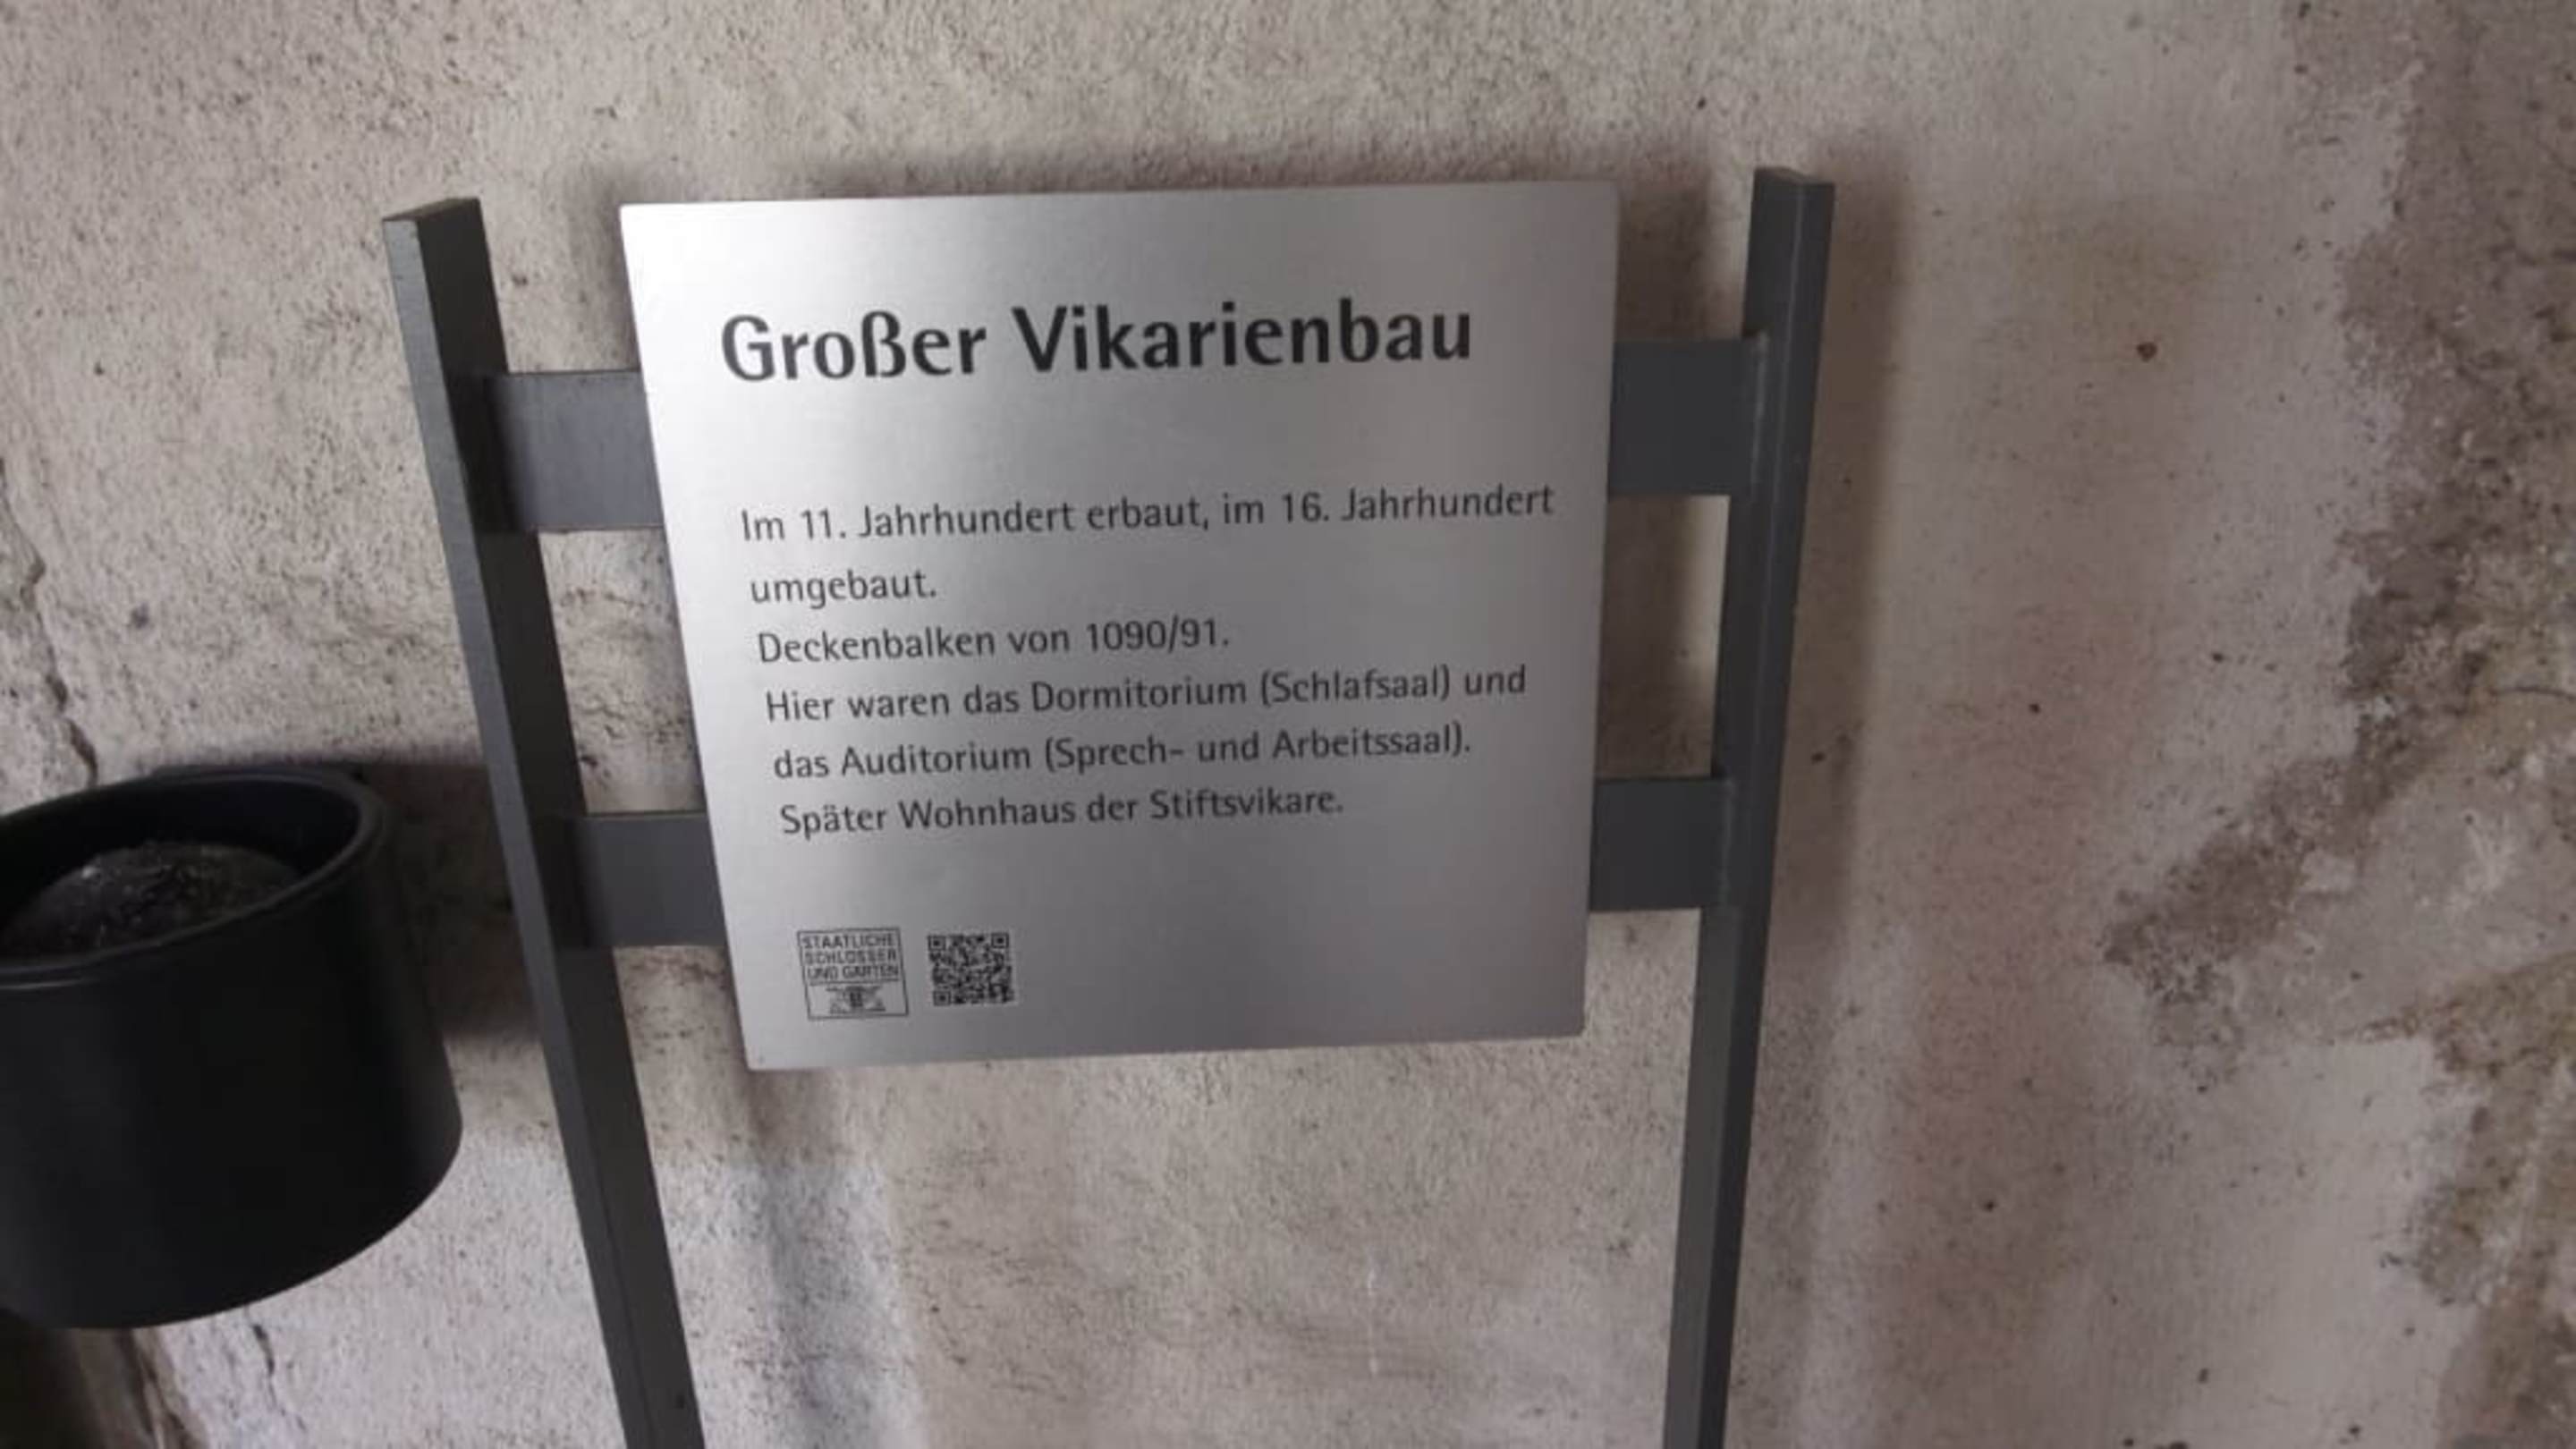 Großer Vikarienbau
Im 11. Jahrhundert erbaut, im 16. Jahrhundert
umgebaut.
Deckenbalken von 1090/91.
Hier waren das Dormitorium (Schlafsaal) und
das Auditorium (Sprech- und Arbeitssaal).
Später Wohnhaus der Stiftsvikare.
STAATLICHE
SCHLÖSSER
UND GÄRTEN